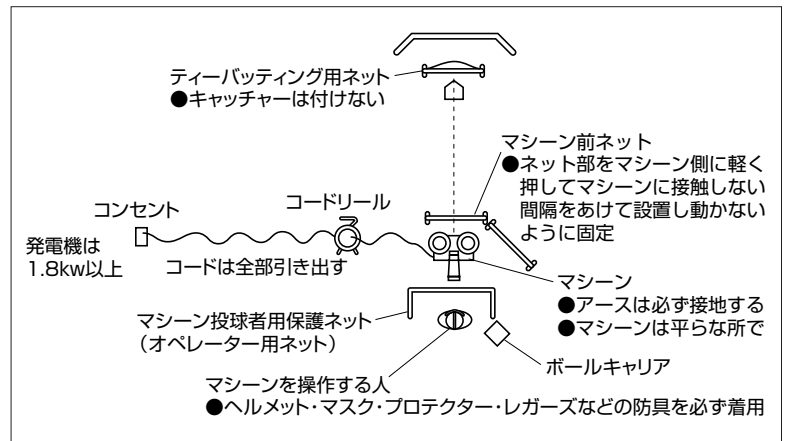 ティーバッティング用ネット
●キャッチャーは付けない
マシーン前ネット
●ネット部をマシーン側に軽く
押してマシーンに接触しない
間隔をあけて設置し動かない
ように固定
コンセント
コードリール
発電機は
1.8kw以上
コードは全部引き出す
マシーン
●アースは必ず接地する
●マシーンは平らな所で
マシーン投球者用保護ネット
（オペレーター用ネット）
ボールキャリア
マシーンを操作する人
●ヘルメット・マスク・プロテクター・レガーズなどの防具を必ず着用